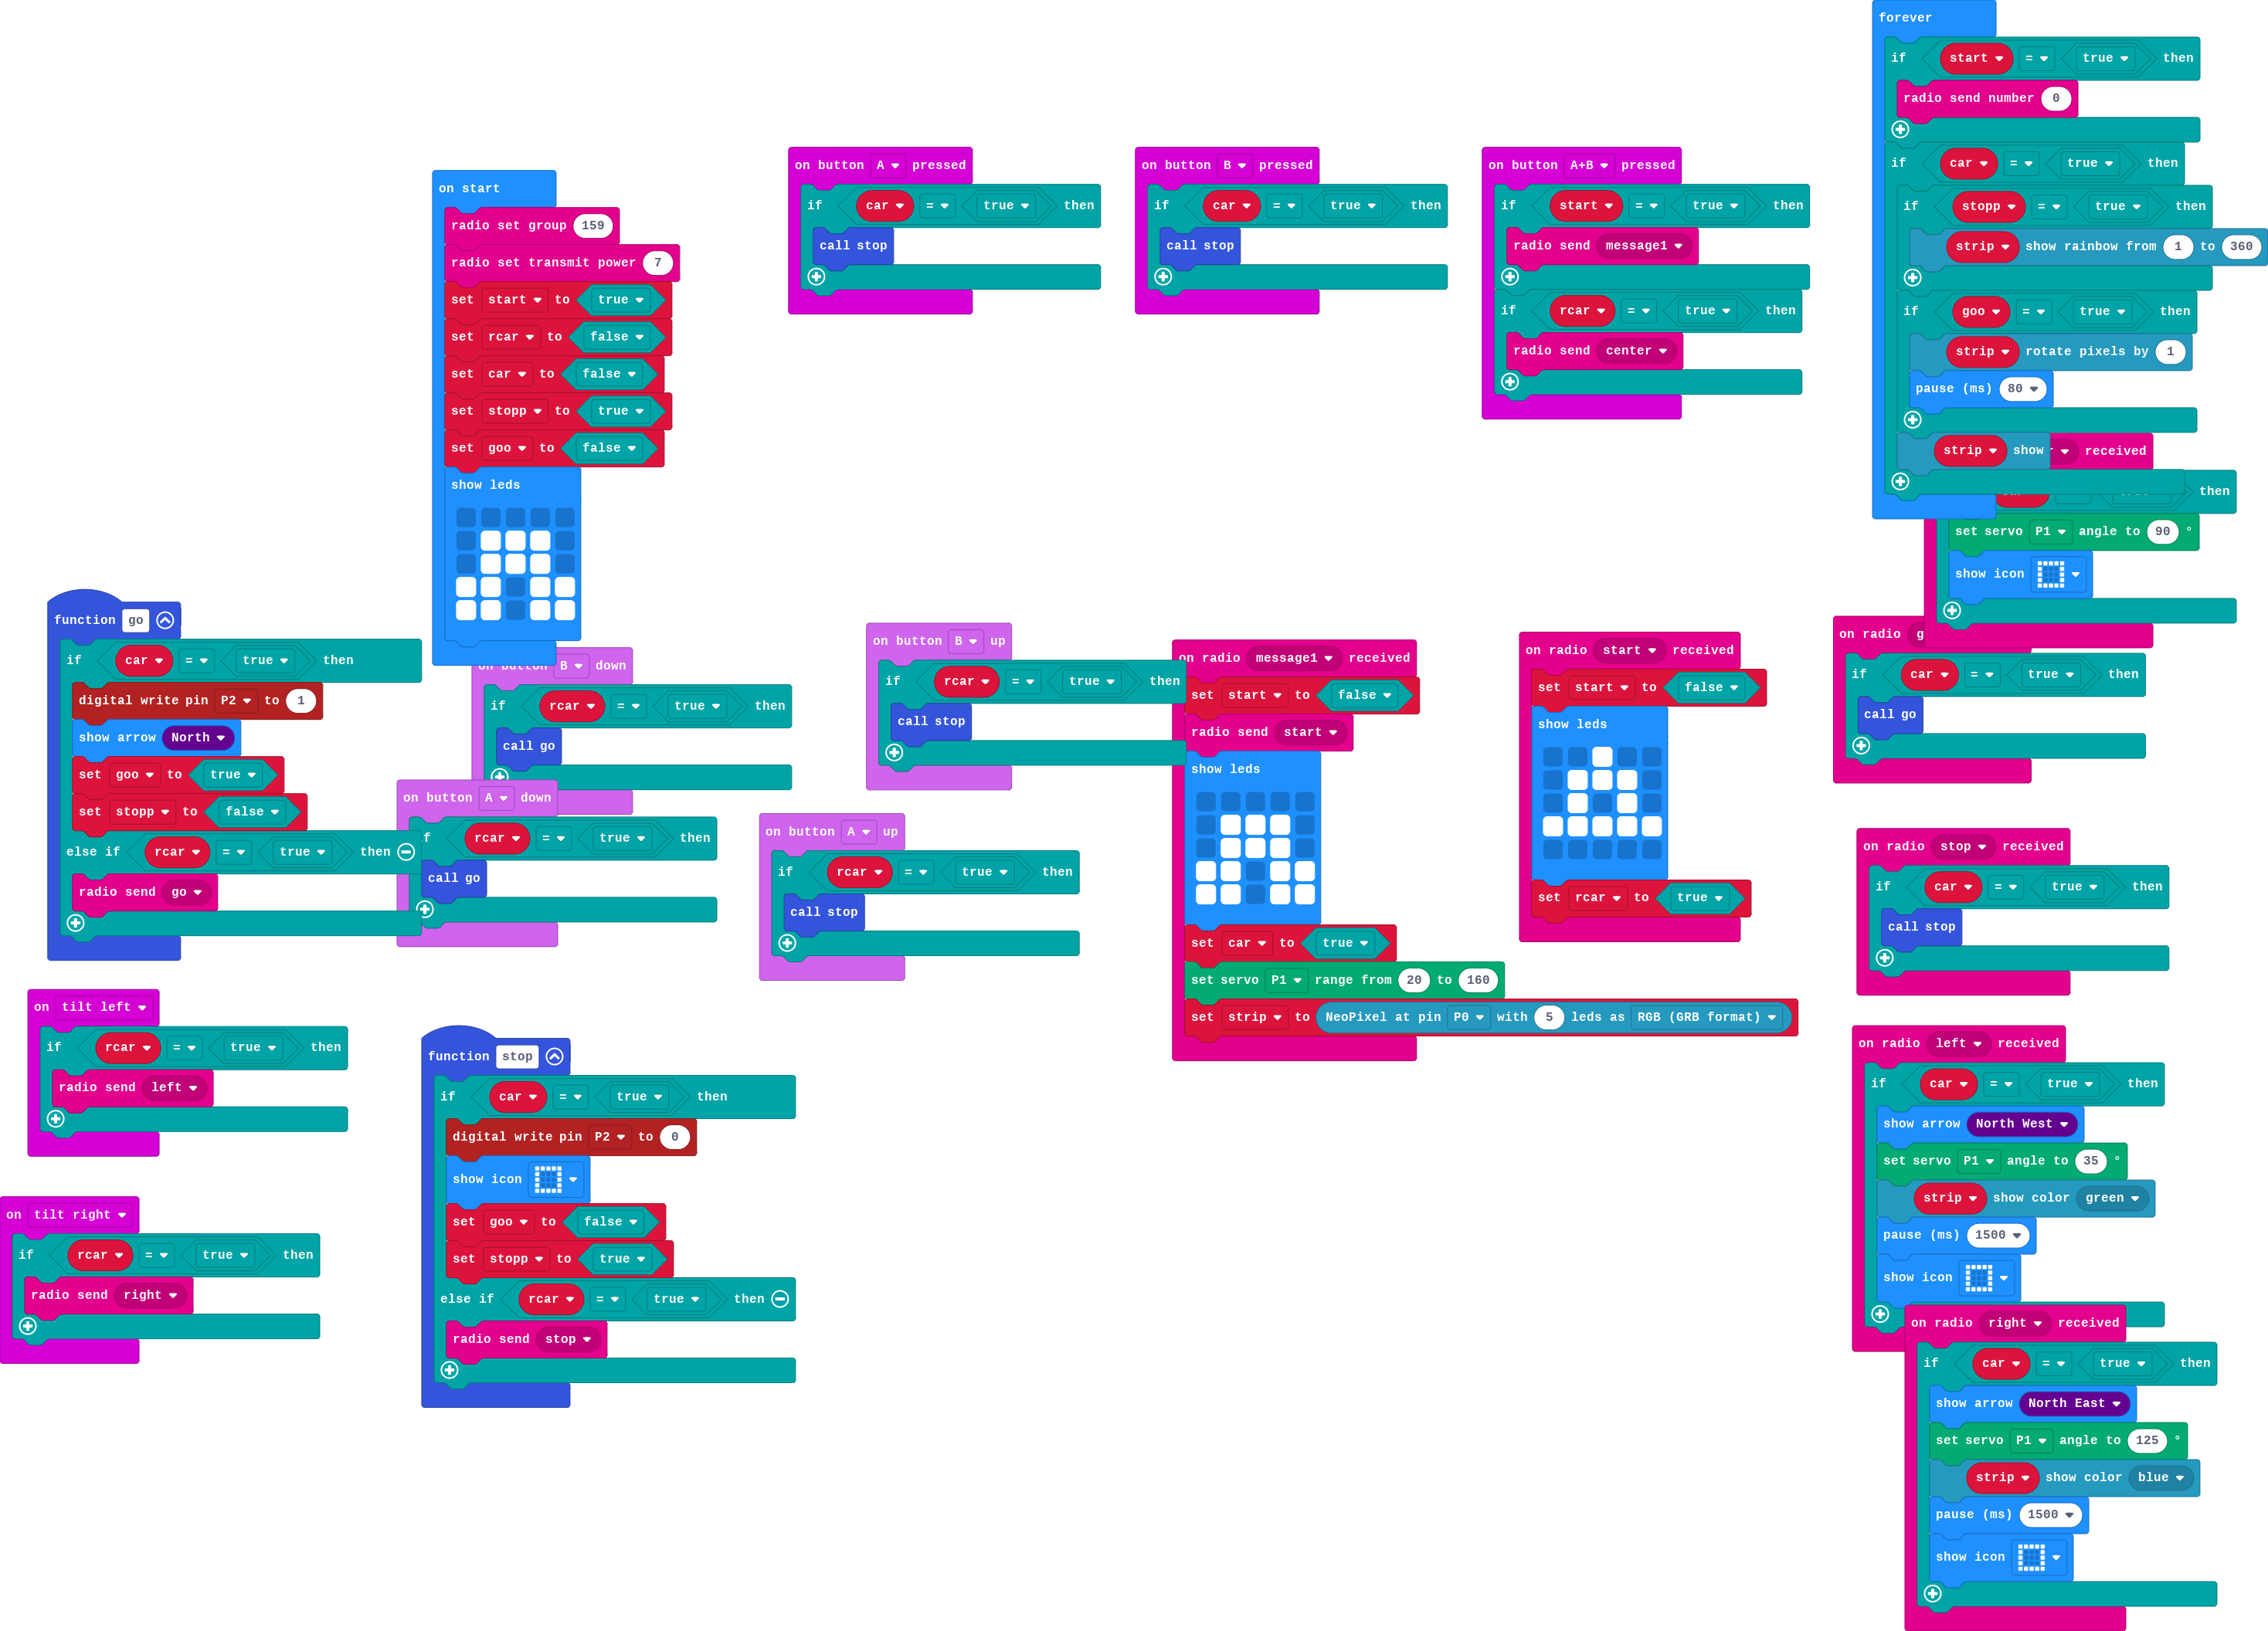 on start
radio set group 159
radio set transmit power 7
set start to true
set rcar to false
set car to false
set stopp to true
set goo to false
show leds
on button A pressed
if car = true then
call stop
on button B pressed
if car = true then
call stop
on button A+B pressed
if start = true then
radio send message1
if rcar = true then
radio send center
forever
if start = true then
radio send number 0
if car = true then
if stopp = true then
strip show rainbow from 1 to 360
if goo = true then
strip rotate pixels by 1
pause (ms) 80
strip show
received
then
set servo P1 angle to 90 °
show icon
function go
if car = true then
digital write pin P2 to 1
show arrow North
set goo to true
set stopp to false
else if rcar = true then
radio send go
on button B down
if rcar = true then
call go
on button A down
if rcar = true then
call go
on button B up
if rcar = true then
call stop
on button A up
if rcar = true then
call stop
on radio message1 received
set start to false
radio send start
show leds
set car to true
set servo P1 range from 20 to 160
set strip to NeoPixel at pin P0 with 5 leds as RGB (GRB format)
on radio start received
set start to false
show leds
set rcar to true
on radio g
if car = true then
call go
on radio stop received
if car = true then
call stop
on tilt left
if rcar = true then
radio send left
on tilt right
if rcar = true then
radio send right
function stop
if car = true then
digital write pin P2 to 0
show icon
set goo to false
set stopp to true
else if rcar = true then
radio send stop
on radio left received
if car = true then
show arrow North West
set servo P1 angle to 35 °
strip show color green
pause (ms) 1500
show icon
on radio right received
if car = true then
show arrow North East
set servo P1 angle to 125 °
strip show color blue
pause (ms) 1500
show icon